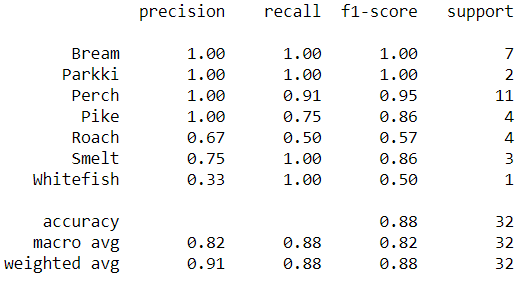 precision recall f1-score support
Bream 1.00 1.00 1.00 7
Parkki 1.00 1.00 1.00 2
Perch 1.00 0.91 0.95 11
Pike 1.00 0.75 0.86 4
Roach 0.67 0.50 0.57 4
Smelt 0.75 1.00 0.86 3
Whitefish 0.33 1.00 0.50 1
accuracy 0.88 32
macro avg 0.82 0.88 0.82 32
weighted avg 0.91 0.88 0.88 32